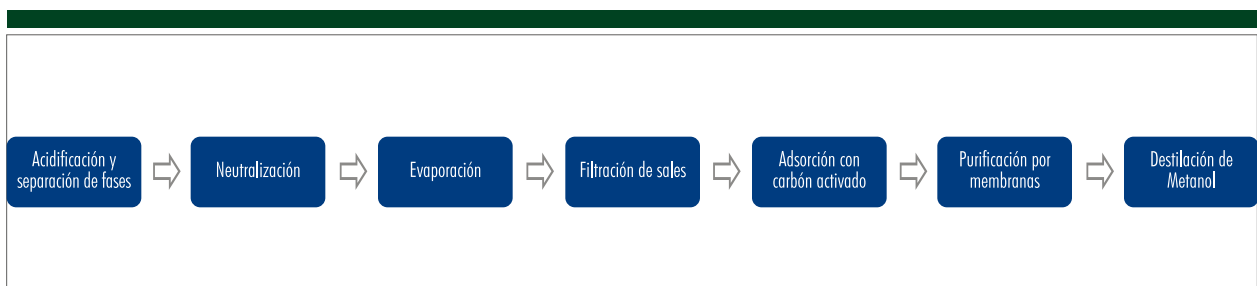 Acidificación y
separación de fases
Neutralización
Evaporación
Filtración de sales
Adsorción con
carbón activado
Purificación por
membranas
Destilación de
Metanol